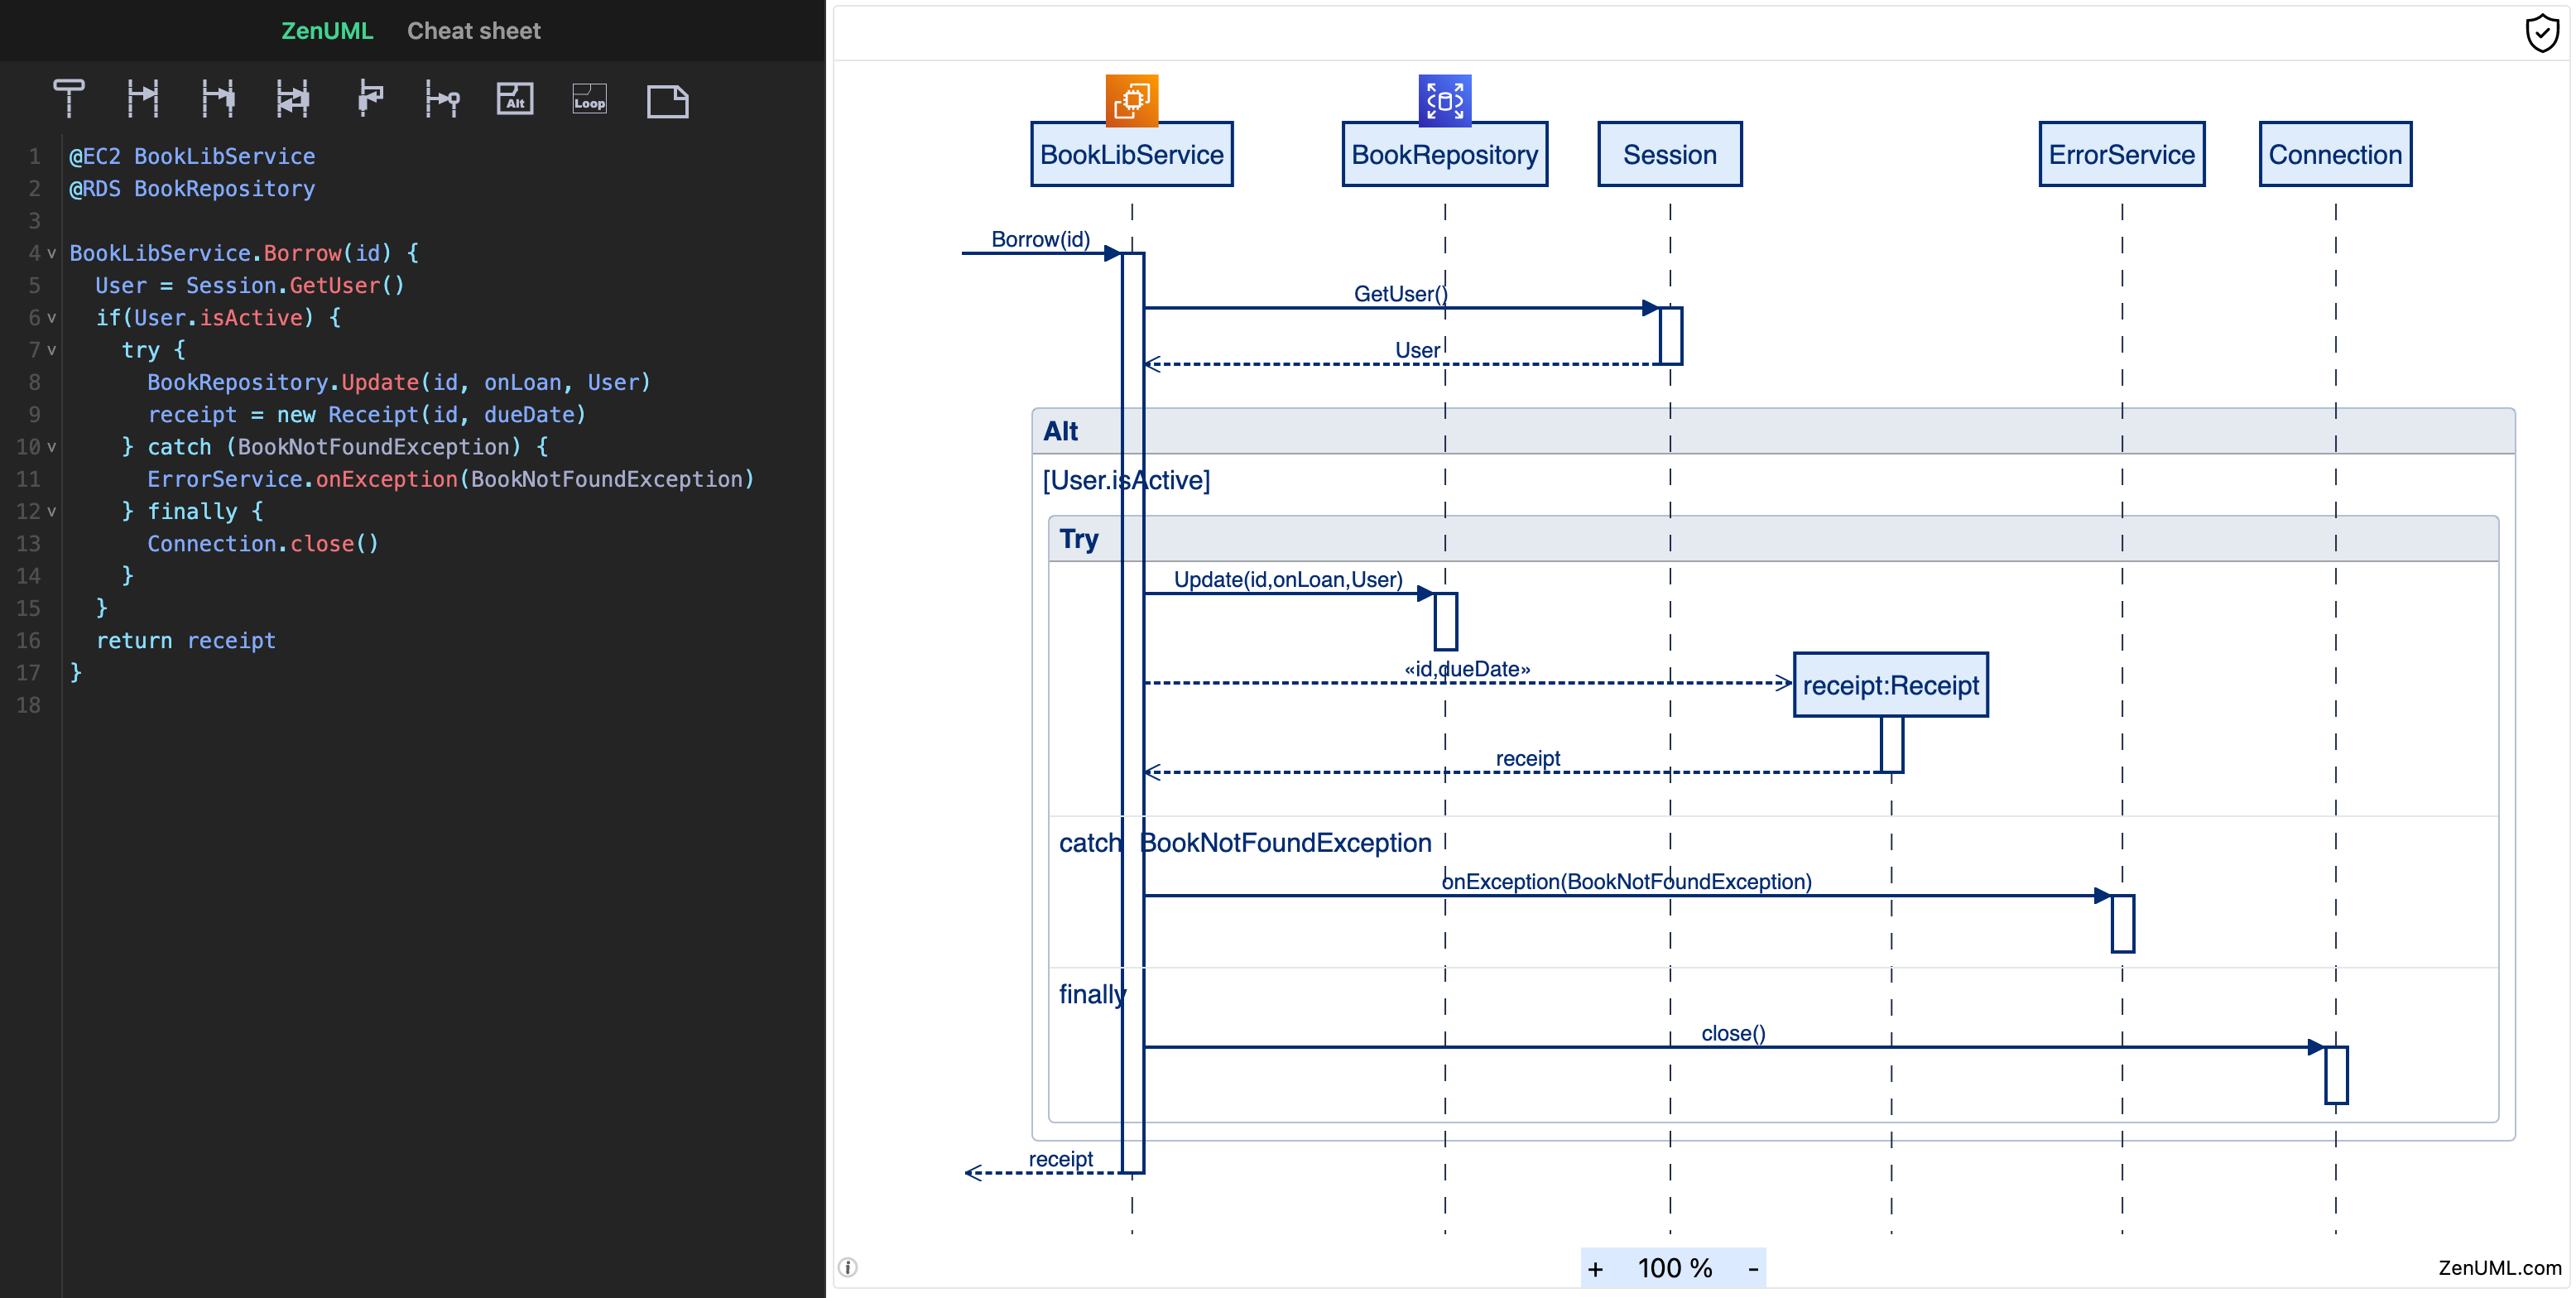 ZenUML Cheat sheet
Alt Loop
1 @EC2 BookLibService
2 @RDS BookRepository
3
4 BookLibService.Borrow(id) {
5 User = Session.GetUser()
6 if(User.isActive) {
7 try {
8 BookRepository.Update(id, onLoan, User)
9 receipt = new Receipt(id, dueDate)
10 } catch (BookNotFoundException) {
11 ErrorService.onException(BookNotFoundException)
12 } finally {
13 Connection.close()
14 }
15 }
16 return receipt
17 }
18
BookLibService BookRepository Session ErrorService Connection
Borrow(id)
GetUser()
User
Alt
[User.isActive]
Try
Update(id,onLoan,User)
«id,dueDate»
receipt:Receipt
receipt
catch BookNotFoundException
onException(BookNotFoundException)
finally
close()
receipt
+ 100 % -
ZenUML.com